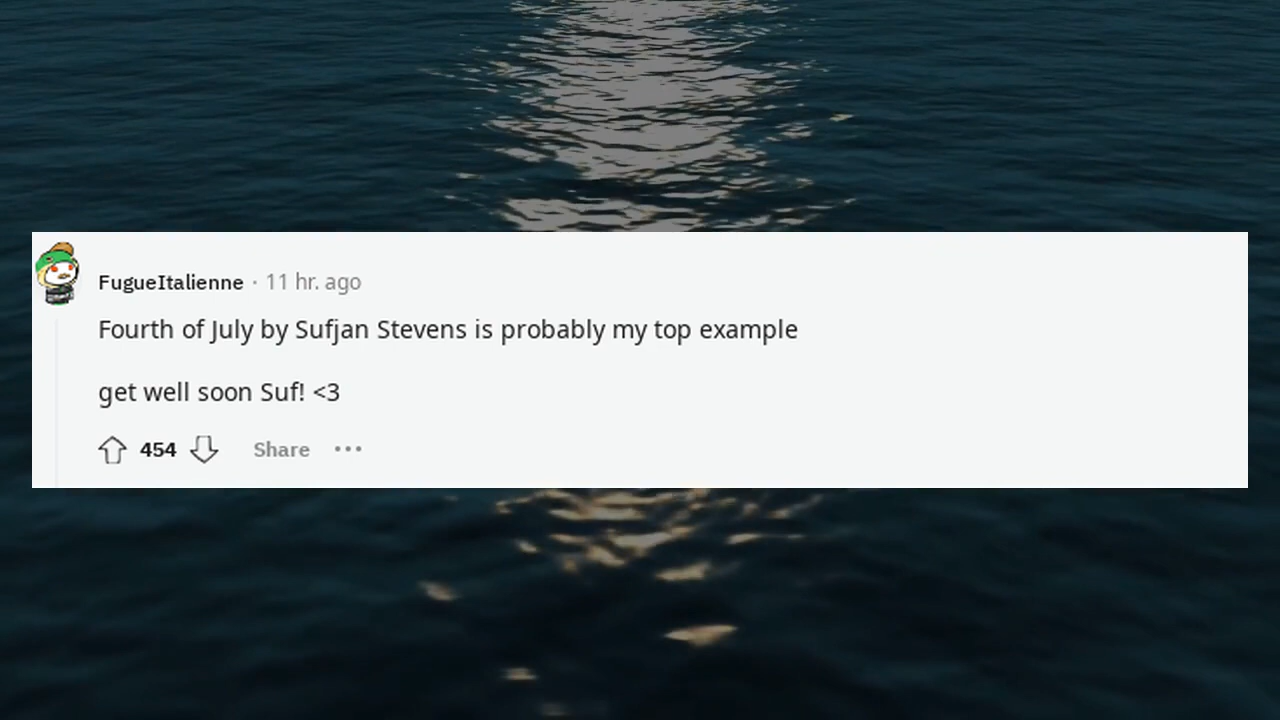 FugueItalienne · 11 hr. ago
Fourth of July by Sufjan Stevens is probably my top example
get well soon Suf! <3
454 Share ···